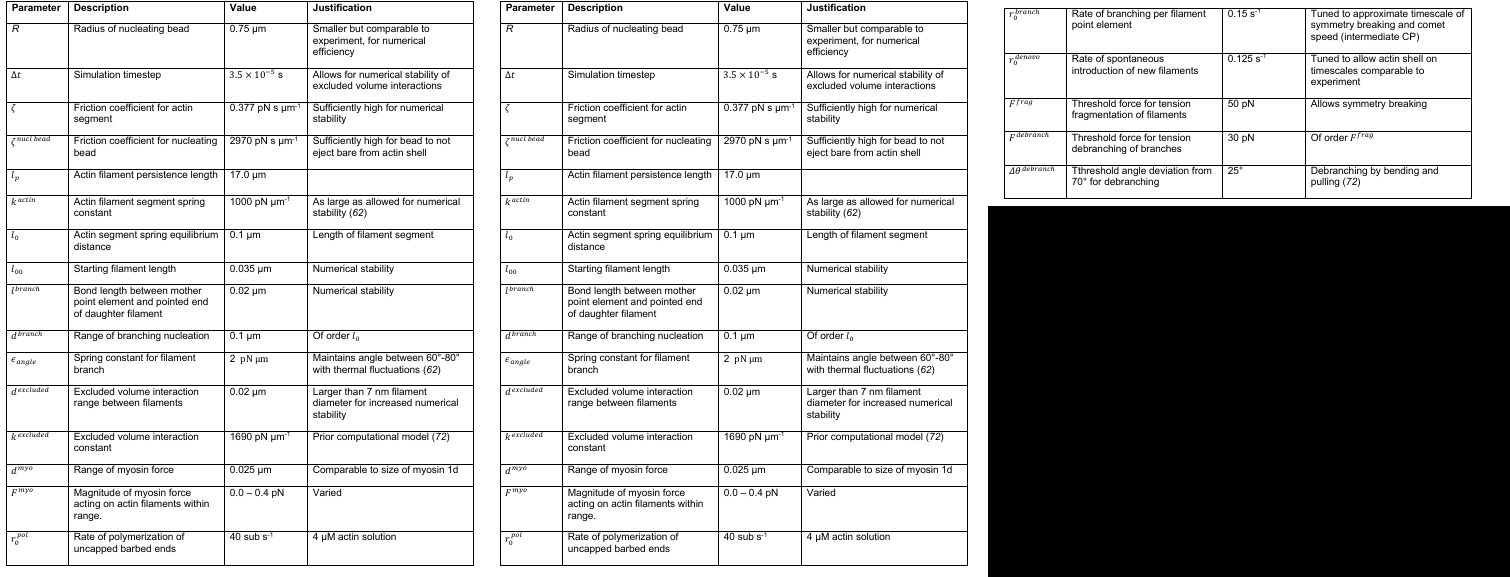 Parameter Description Value Justification
R Radius of nucleating bead 0.75 µm Smaller but comparable to
experiment, for numerical
efficiency
Δt Simulation timestep 3.5 × 10⁻⁵ s Allows for numerical stability of
excluded volume interactions
ζ Friction coefficient for actin 0.377 pN s µm⁻¹ Sufficiently high for numerical
segment stability
ζ^nucl bead Friction coefficient for nucleating 2970 pN s µm⁻¹ Sufficiently high for bead to not
bead eject bare from actin shell
l_p Actin filament persistence length 17.0 µm
k^actin Actin filament segment spring 1000 pN µm⁻¹ As large as allowed for numerical
constant stability (62)
l_0 Actin segment spring equilibrium 0.1 µm Length of filament segment
distance
l_00 Starting filament length 0.035 µm Numerical stability
l^branch Bond length between mother 0.02 µm Numerical stability
point element and pointed end
of daughter filament
d^branch Range of branching nucleation 0.1 µm Of order l_0
ϵ_angle Spring constant for filament 2 pN µm Maintains angle between 60°-80°
branch with thermal fluctuations (62)
d^excluded Excluded volume interaction 0.02 µm Larger than 7 nm filament
range between filaments diameter for increased numerical
stability
k^excluded Excluded volume interaction 1690 pN µm⁻¹ Prior computational model (72)
constant
d^myo Range of myosin force 0.025 µm Comparable to size of myosin 1d
F^myo Magnitude of myosin force 0.0 – 0.4 pN Varied
acting on actin filaments within
range.
r_0^pol Rate of polymerization of 40 sub s⁻¹ 4 µM actin solution
uncapped barbed ends
Parameter Description Value Justification
R Radius of nucleating bead 0.75 µm Smaller but comparable to
experiment, for numerical
efficiency
Δt Simulation timestep 3.5 × 10⁻⁵ s Allows for numerical stability of
excluded volume interactions
ζ Friction coefficient for actin 0.377 pN s µm⁻¹ Sufficiently high for numerical
segment stability
ζ^nucl bead Friction coefficient for nucleating 2970 pN s µm⁻¹ Sufficiently high for bead to not
bead eject bare from actin shell
l_p Actin filament persistence length 17.0 µm
k^actin Actin filament segment spring 1000 pN µm⁻¹ As large as allowed for numerical
constant stability (62)
l_0 Actin segment spring equilibrium 0.1 µm Length of filament segment
distance
l_00 Starting filament length 0.035 µm Numerical stability
l^branch Bond length between mother 0.02 µm Numerical stability
point element and pointed end
of daughter filament
d^branch Range of branching nucleation 0.1 µm Of order l_0
ϵ_angle Spring constant for filament 2 pN µm Maintains angle between 60°-80°
branch with thermal fluctuations (62)
d^excluded Excluded volume interaction 0.02 µm Larger than 7 nm filament
range between filaments diameter for increased numerical
stability
k^excluded Excluded volume interaction 1690 pN µm⁻¹ Prior computational model (72)
constant
d^myo Range of myosin force 0.025 µm Comparable to size of myosin 1d
F^myo Magnitude of myosin force 0.0 – 0.4 pN Varied
acting on actin filaments within
range.
r_0^pol Rate of polymerization of 40 sub s⁻¹ 4 µM actin solution
uncapped barbed ends
r_0^branch Rate of branching per filament 0.15 s⁻¹ Tuned to approximate timescale of
point element symmetry breaking and comet
speed (intermediate CP)
r_0^denovo Rate of spontaneous 0.125 s⁻¹ Tuned to allow actin shell on
introduction of new filaments timescales comparable to
experiment
F^frag Threshold force for tension 50 pN Allows symmetry breaking
fragmentation of filaments
F^debranch Threshold force for tension 30 pN Of order F^frag
debranching of branches
Δθ^debranch Tthreshold angle deviation from 25° Debranching by bending and
70° for debranching pulling (72)